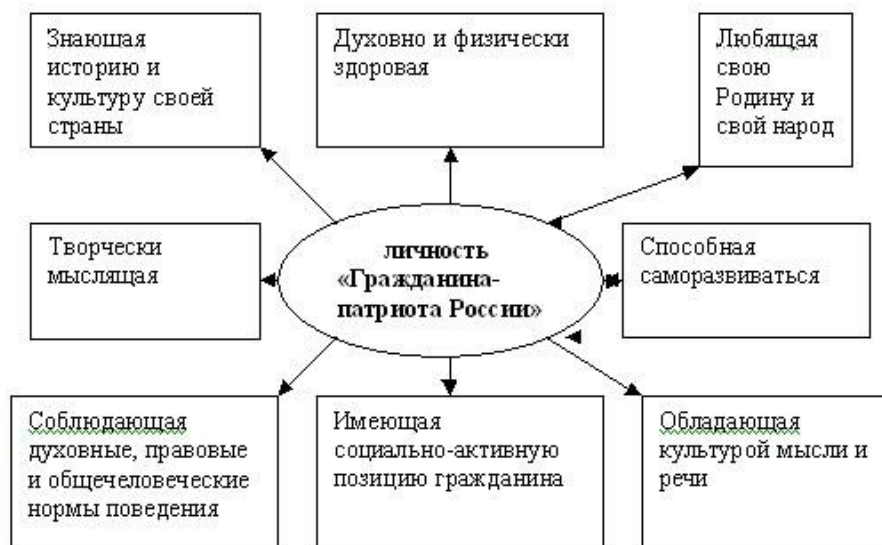 Знающая
историю и
культуру своей
страны
Духовно и физически
здоровая
Любящая
свою
Родину и
свой народ
Творчески
мыслящая
личность
«Гражданина-
патриота России»
Способная
саморазвиваться
Соблюдающая
духовные, правовые
и общечеловеческие
нормы поведения
Имеющая
социально-активную
позицию гражданина
Обладающая
культурой мысли и
речи